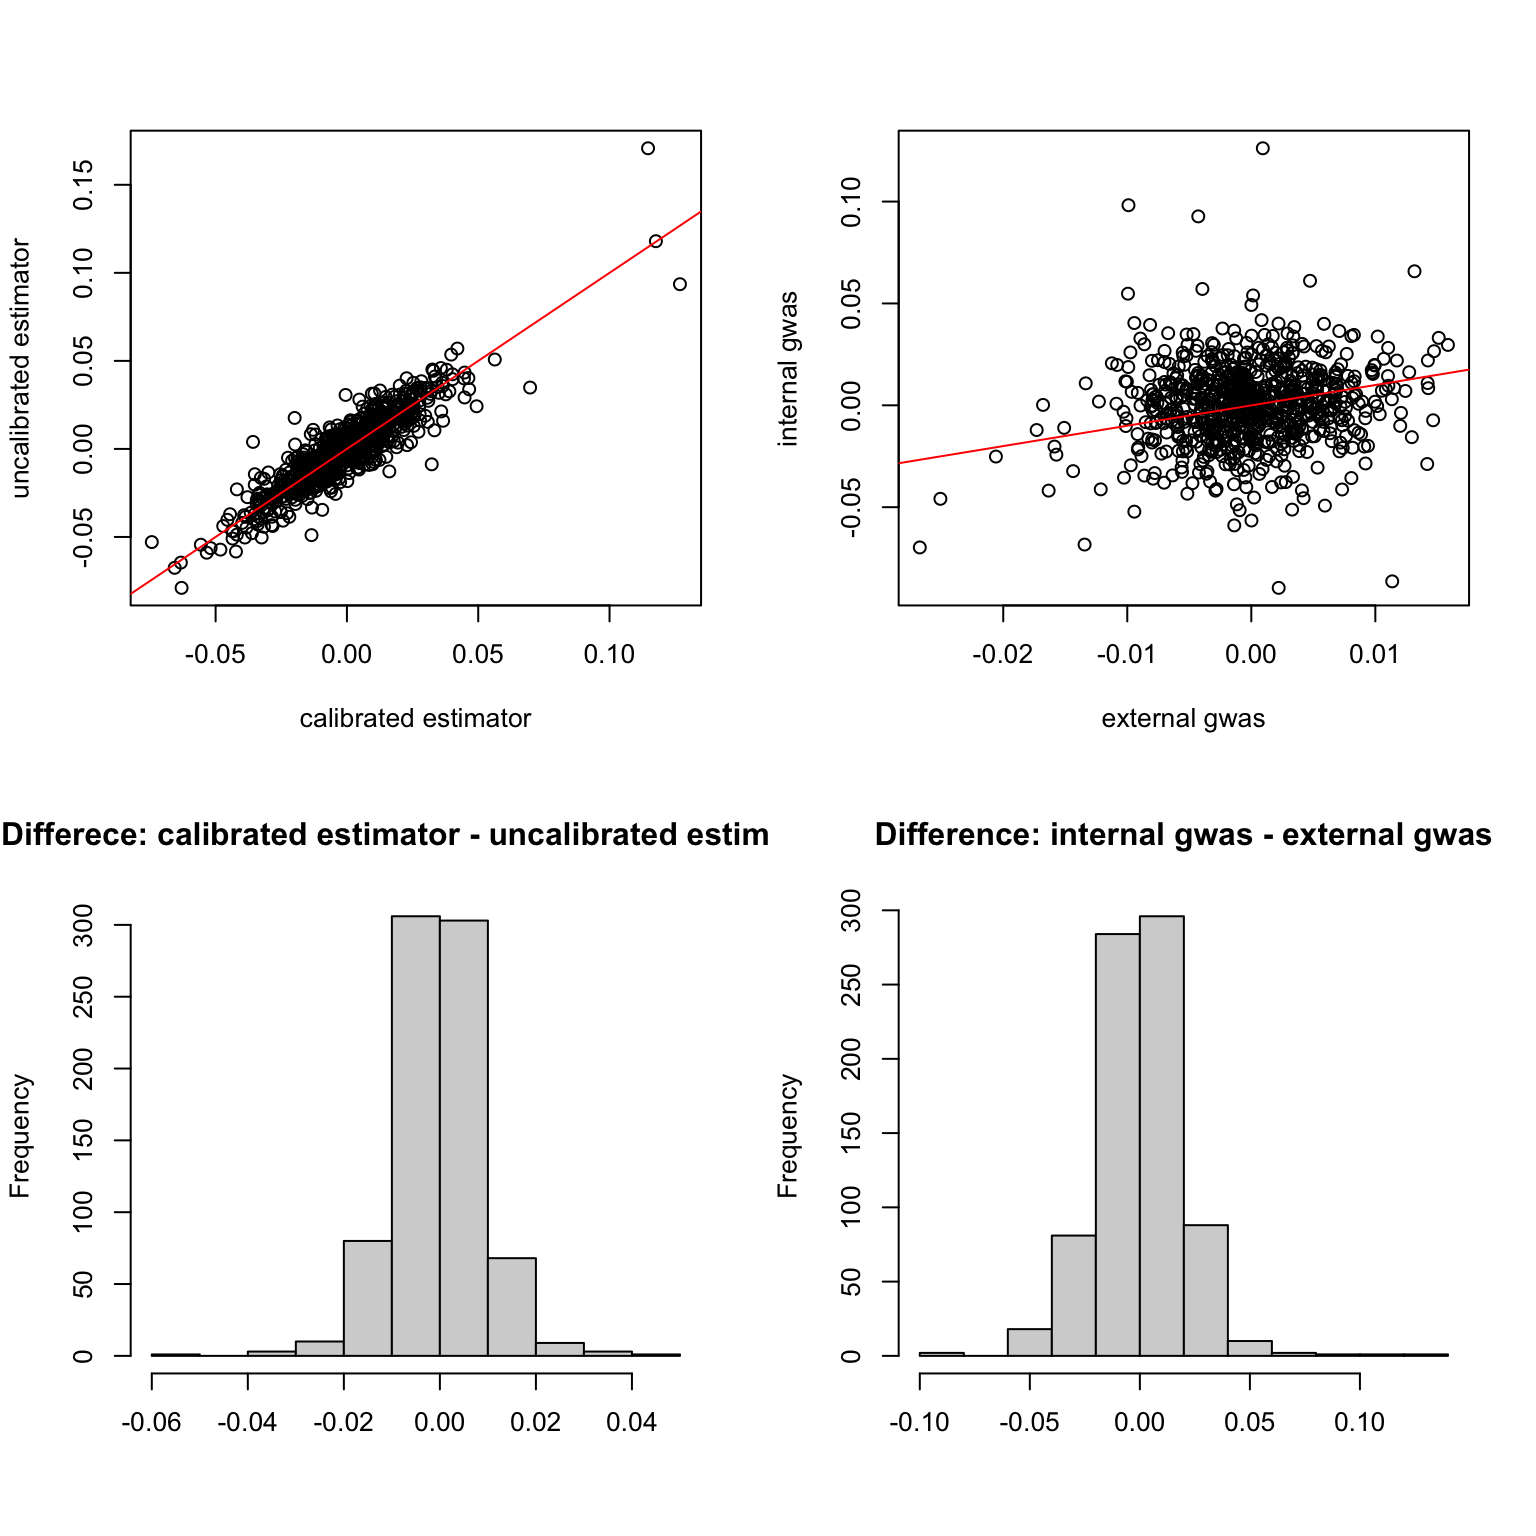 uncalibrated estimator
0.15
0.10
0.05
0.00
-0.05
-0.05 0.00 0.05 0.10
calibrated estimator
internal gwas
0.10
0.05
0.00
-0.05
-0.02 -0.01 0.00 0.01
external gwas
Differece: calibrated estimator - uncalibrated estim
Frequency
300
250
200
150
100
50
0
-0.06 -0.04 -0.02 0.00 0.02 0.04
Difference: internal gwas - external gwas
Frequency
300
250
200
150
100
50
0
-0.10 -0.05 0.00 0.05 0.10